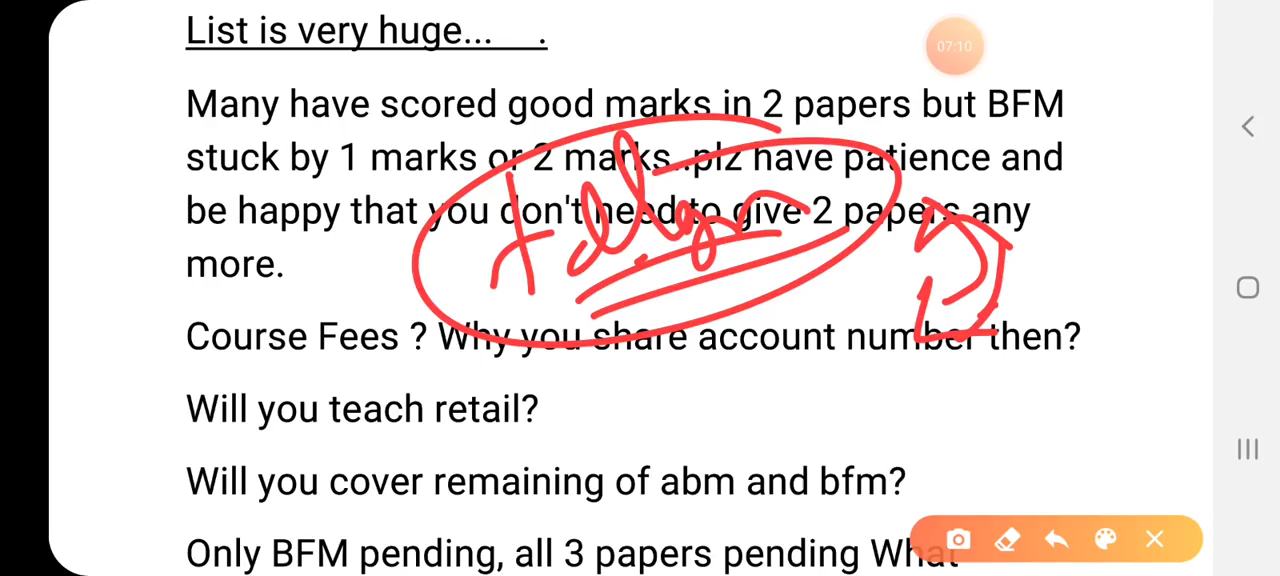 List is very huge... .
07:10
Many have scored good marks in 2 papers but BFM
stuck by 1 marks or 2 marks..plz have patience and
be happy that you don't need to give 2 papers any
more.
Course Fees ? Why you share account number then?
Will you teach retail?
Will you cover remaining of abm and bfm?
Only BFM pending, all 3 papers pending What